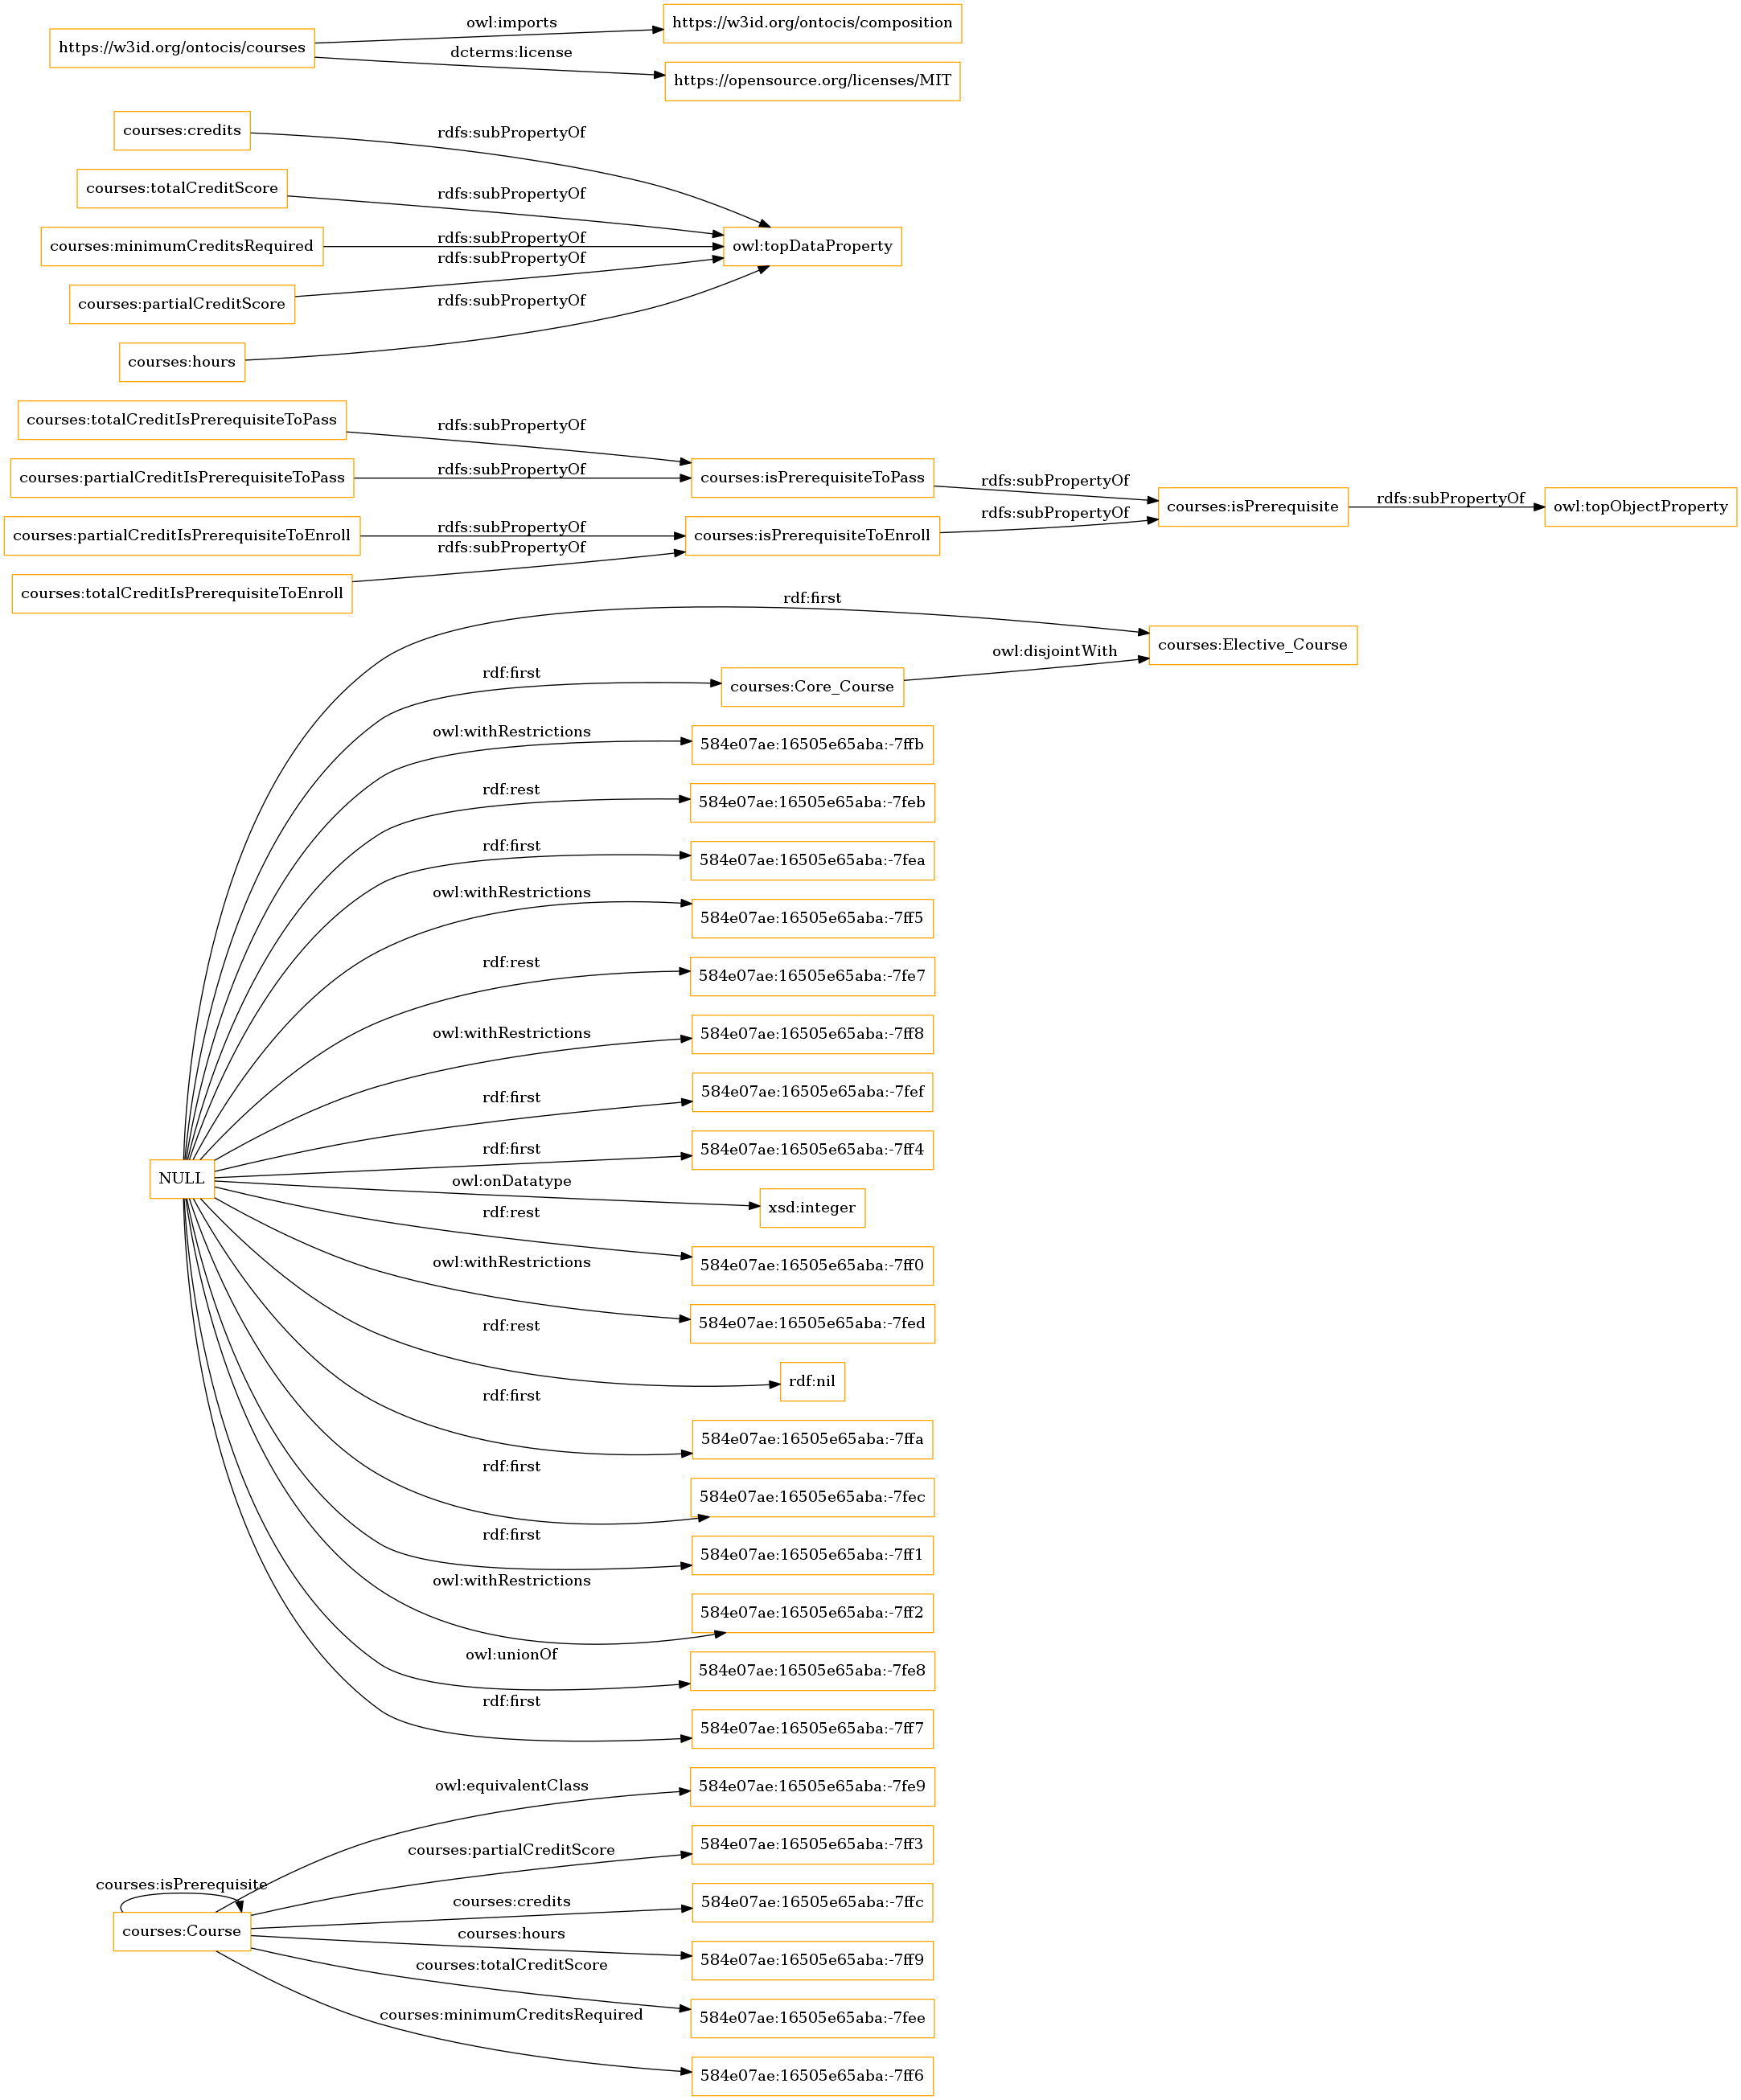 owl:imports
https://w3id.org/ontocis/composition
https://w3id.org/ontocis/courses
dcterms:license
https://opensource.org/licenses/MIT
courses:credits
rdfs:subPropertyOf
courses:totalCreditScore
rdfs:subPropertyOf
courses:minimumCreditsRequired
rdfs:subPropertyOf
owl:topDataProperty
rdfs:subPropertyOf
courses:partialCreditScore
rdfs:subPropertyOf
courses:hours
courses:totalCreditIsPrerequisiteToPass
rdfs:subPropertyOf
courses:partialCreditIsPrerequisiteToPass
rdfs:subPropertyOf
courses:isPrerequisiteToPass
rdfs:subPropertyOf
courses:isPrerequisite
rdfs:subPropertyOf
owl:topObjectProperty
courses:partialCreditIsPrerequisiteToEnroll
rdfs:subPropertyOf
courses:isPrerequisiteToEnroll
rdfs:subPropertyOf
rdfs:subPropertyOf
courses:totalCreditIsPrerequisiteToEnroll
rdf:first
courses:Elective_Course
owl:disjointWith
rdf:first
courses:Core_Course
owl:withRestrictions
584e07ae:16505e65aba:-7ffb
rdf:rest
584e07ae:16505e65aba:-7feb
rdf:first
584e07ae:16505e65aba:-7fea
owl:withRestrictions
584e07ae:16505e65aba:-7ff5
rdf:rest
584e07ae:16505e65aba:-7fe7
owl:withRestrictions
584e07ae:16505e65aba:-7ff8
rdf:first
584e07ae:16505e65aba:-7fef
rdf:first
584e07ae:16505e65aba:-7ff4
NULL
owl:onDatatype
xsd:integer
rdf:rest
584e07ae:16505e65aba:-7ff0
owl:withRestrictions
584e07ae:16505e65aba:-7fed
rdf:rest
rdf:nil
rdf:first
584e07ae:16505e65aba:-7ffa
rdf:first
584e07ae:16505e65aba:-7fec
rdf:first
584e07ae:16505e65aba:-7ff1
owl:withRestrictions
584e07ae:16505e65aba:-7ff2
owl:unionOf
584e07ae:16505e65aba:-7fe8
rdf:first
584e07ae:16505e65aba:-7ff7
owl:equivalentClass
584e07ae:16505e65aba:-7fe9
courses:partialCreditScore
584e07ae:16505e65aba:-7ff3
courses:isPrerequisite
courses:credits
584e07ae:16505e65aba:-7ffc
courses:Course
courses:hours
584e07ae:16505e65aba:-7ff9
courses:totalCreditScore
584e07ae:16505e65aba:-7fee
courses:minimumCreditsRequired
584e07ae:16505e65aba:-7ff6